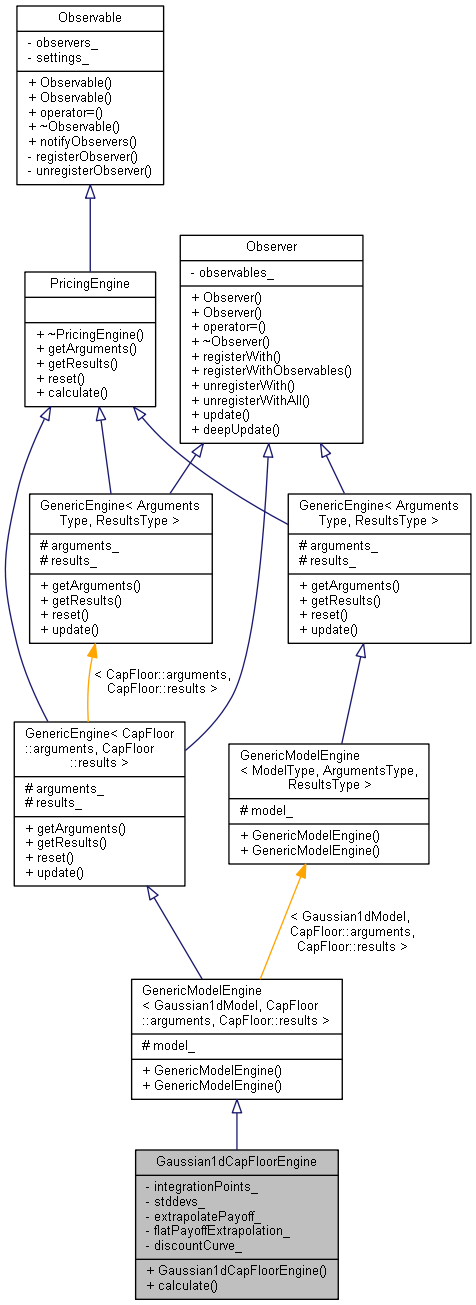 Observable
- observers_
- settings_
+ Observable()
+ Observable()
+ operator=()
+ ~Observable()
+ notifyObservers()
- registerObserver()
- unregisterObserver()
Observer
- observables_
+ Observer()
+ Observer()
+ operator=()
+ ~Observer()
+ registerWith()
+ registerWithObservables()
+ unregisterWith()
+ unregisterWithAll()
+ update()
+ deepUpdate()
PricingEngine
+ ~PricingEngine()
+ getArguments()
+ getResults()
+ reset()
+ calculate()
GenericEngine< Arguments
Type, ResultsType >
# arguments_
# results_
+ getArguments()
+ getResults()
+ reset()
+ update()
GenericEngine< Arguments
Type, ResultsType >
# arguments_
# results_
+ getArguments()
+ getResults()
+ reset()
+ update()
< CapFloor::arguments,
CapFloor::results >
GenericEngine< CapFloor
::arguments, CapFloor
::results >
# arguments_
# results_
+ getArguments()
+ getResults()
+ reset()
+ update()
GenericModelEngine
< ModelType, ArgumentsType,
ResultsType >
# model_
+ GenericModelEngine()
+ GenericModelEngine()
< Gaussian1dModel,
CapFloor::arguments,
CapFloor::results >
GenericModelEngine
< Gaussian1dModel, CapFloor
::arguments, CapFloor::results >
# model_
+ GenericModelEngine()
+ GenericModelEngine()
Gaussian1dCapFloorEngine
- integrationPoints_
- stddevs_
- extrapolatePayoff_
- flatPayoffExtrapolation_
- discountCurve_
+ Gaussian1dCapFloorEngine()
+ calculate()